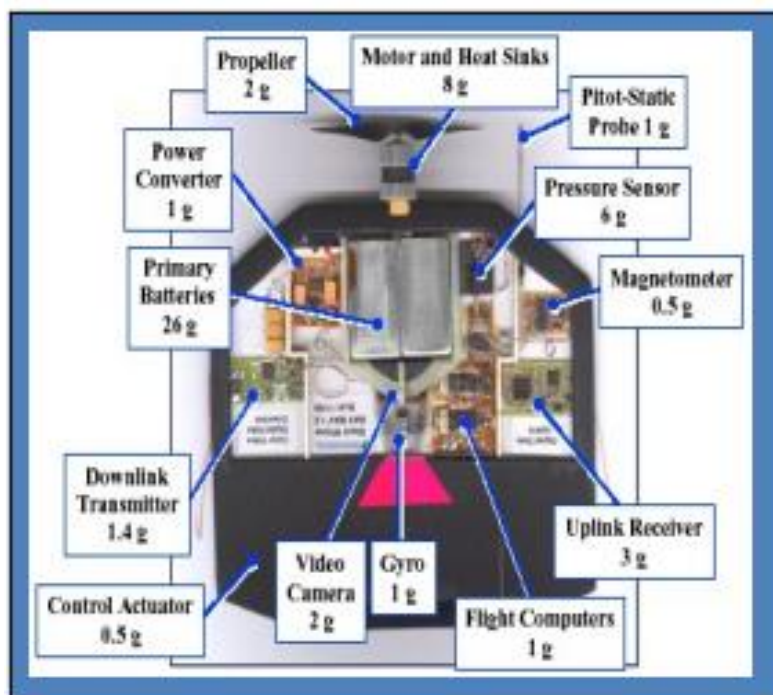 Propeller
2 g
Motor and Heat Sinks
8 g
Pitot-Static
Probe 1 g
Power
Converter
1 g
Pressure Sensor
6 g
Primary
Batteries
26 g
Magnetometer
0.5 g
Downlink
Transmitter
1.4 g
Uplink Receiver
3 g
Control Actuator
0.5 g
Video
Camera
2 g
Gyro
1 g
Flight Computers
1 g